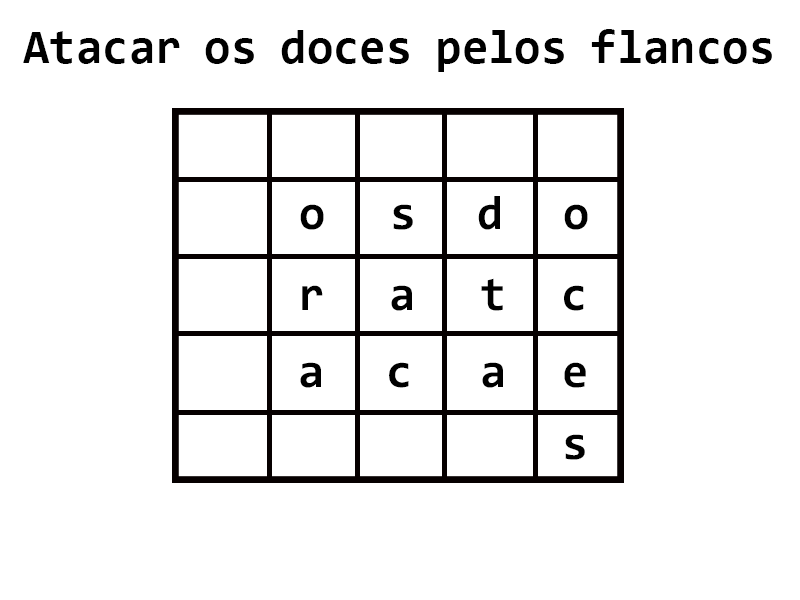 Atacar os doces pelos flancos
o s d o
r a t c
a c a e
s